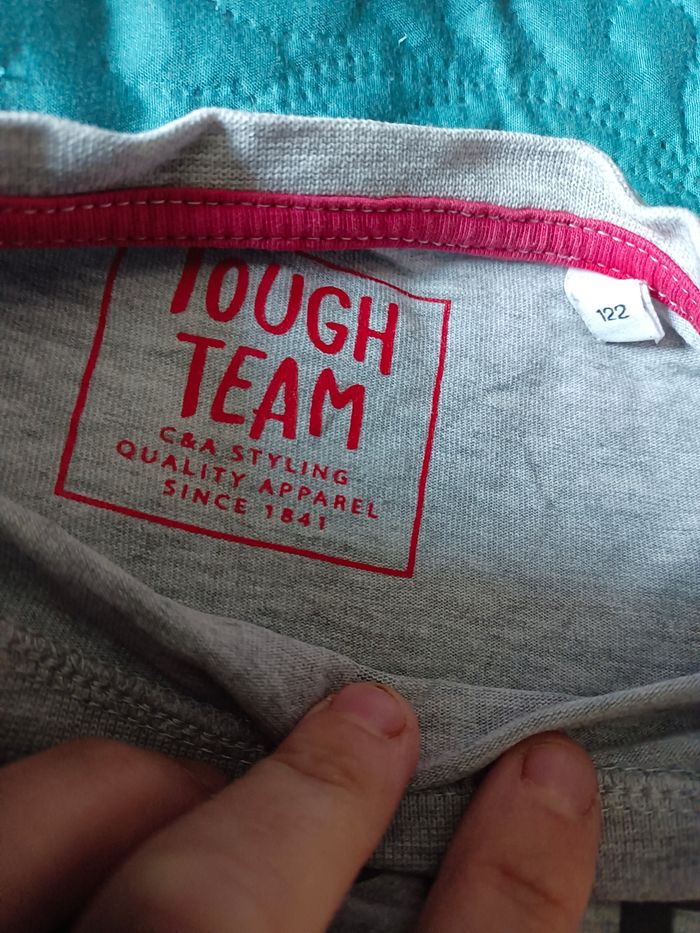 TOUGH
TEAM
C&A STYLING
QUALITY APPAREL
SINCE 1841
122